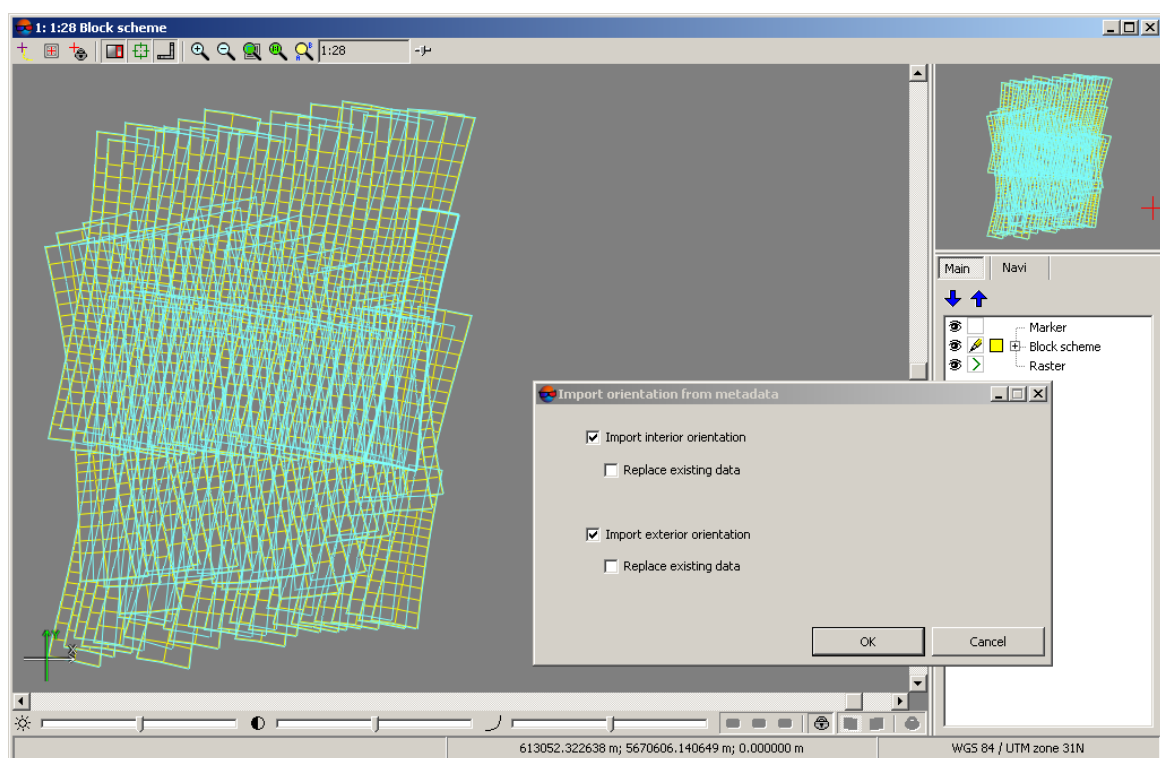 1: 1:28 Block scheme
1:28
Main Navi
Marker
Block scheme
Raster
Import orientation from metadata
Import interior orientation
Replace existing data
Import exterior orientation
Replace existing data
OK Cancel
X
613052.322638 m; 5670606.140649 m; 0.000000 m WGS 84 / UTM zone 31N